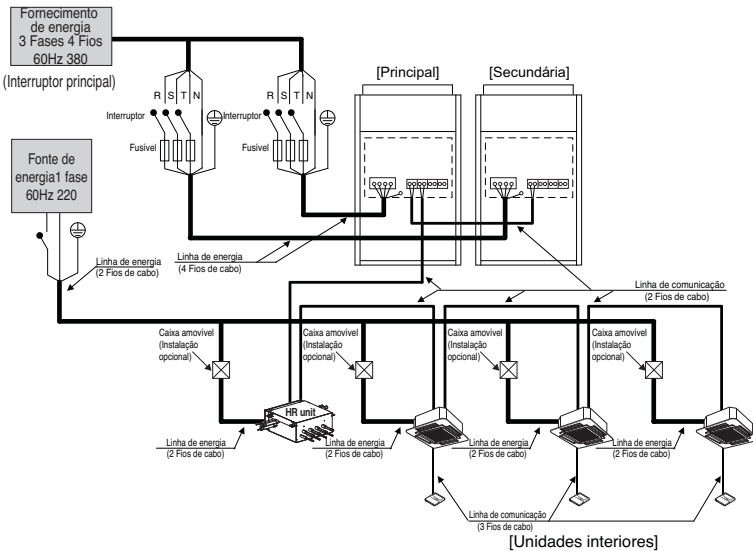 Fornecimento
de energia
3 Fases 4 Fios
60Hz 380
(Interruptor principal)
[Principal]
[Secundária]
R S T N
R S T N
Interruptor
Interruptor
Fusível
Fusível
Fonte de
energia1 fase
60Hz 220
Linha de energia
(2 Fios de cabo)
Linha de energia
(4 Fios de cabo)
Linha de comunicação
(2 Fios de cabo)
Caixa amovível
(Instalação
opcional)
Caixa amovível
(Instalação
opcional)
Caixa amovível
(Instalação
opcional)
Caixa amovível
(Instalação
opcional)
HR unit
Linha de energia
(2 Fios de cabo)
Linha de energia
(2 Fios de cabo)
Linha de energia
(2 Fios de cabo)
Linha de energia
(2 Fios de cabo)
Linha de comunicação
(3 Fios de cabo)
[Unidades interiores]